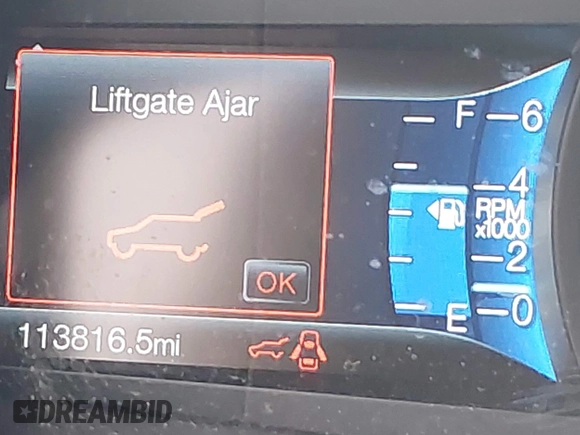 Liftgate Ajar
OK
F
6
4
RPM
x1000
2
E
0
113816.5mi
DREAMBID